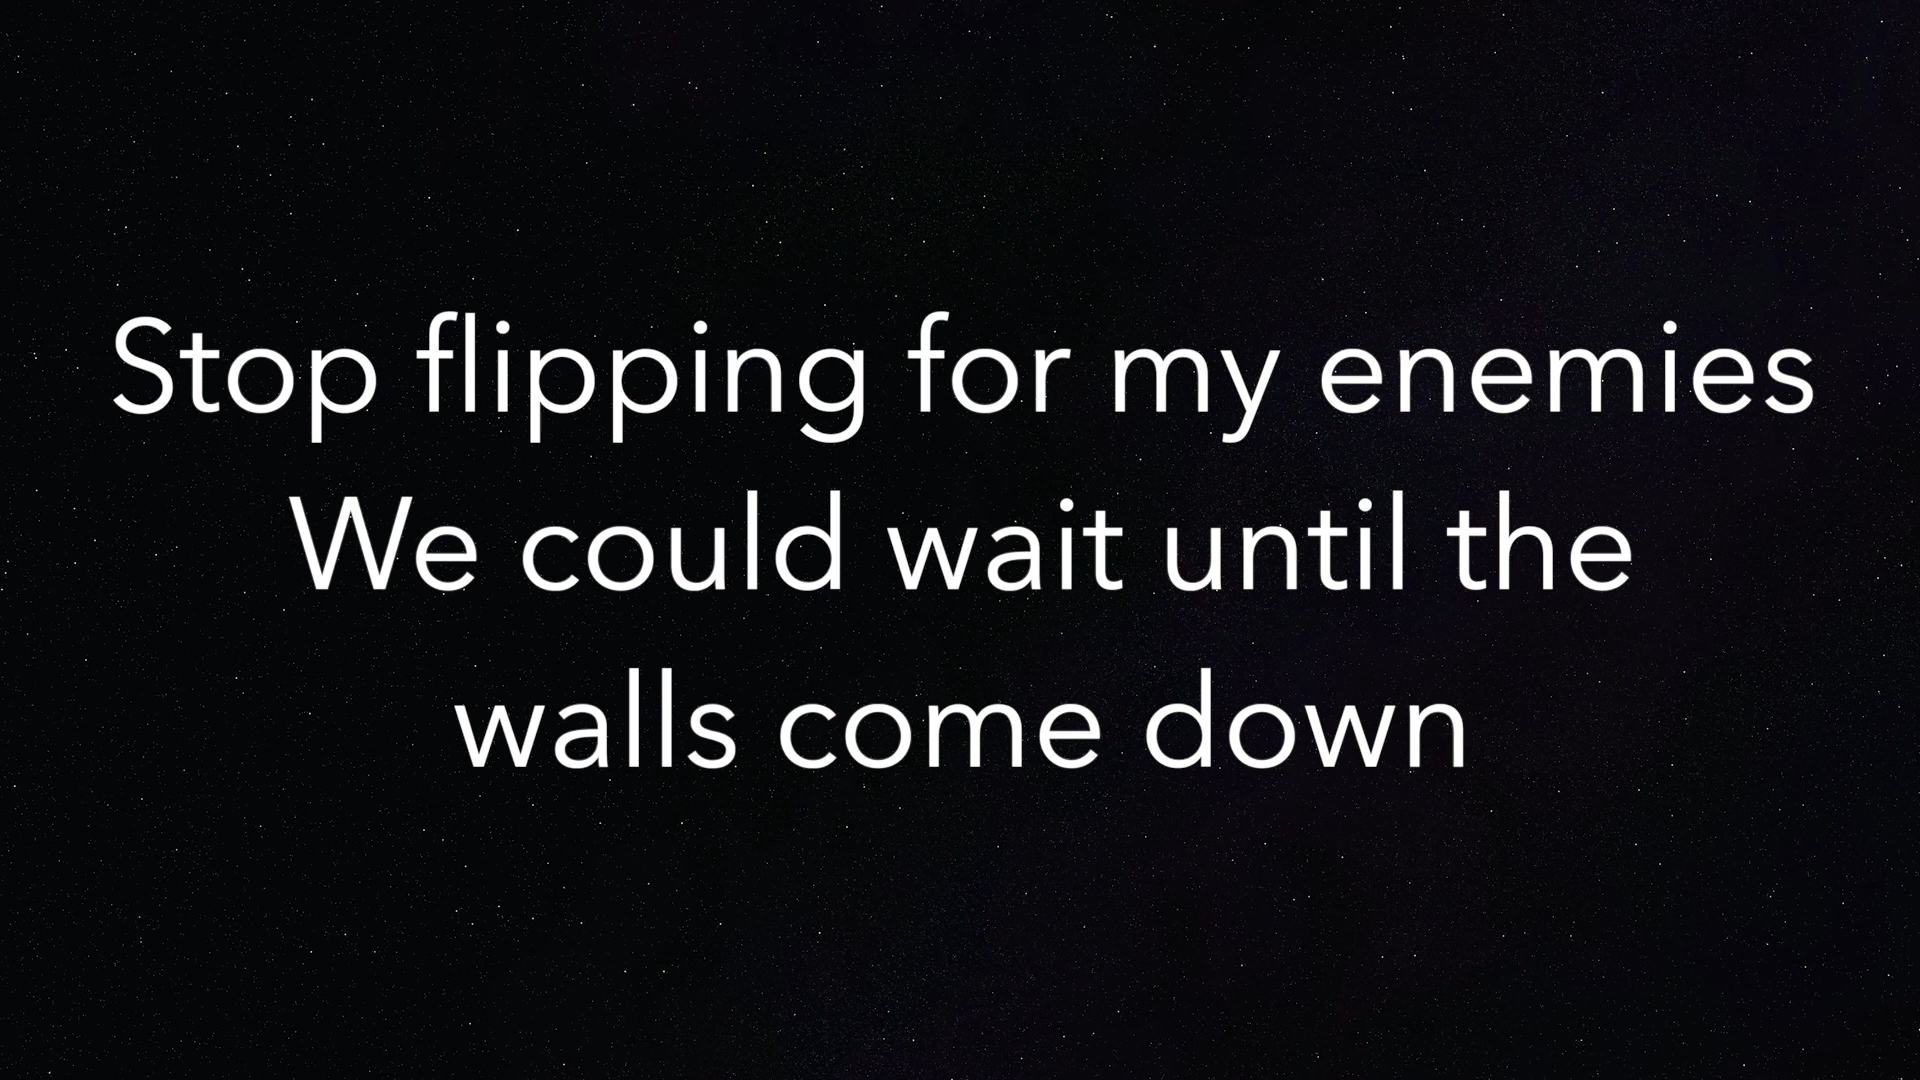 Stop flipping for my enemies
We could wait until the
walls come down